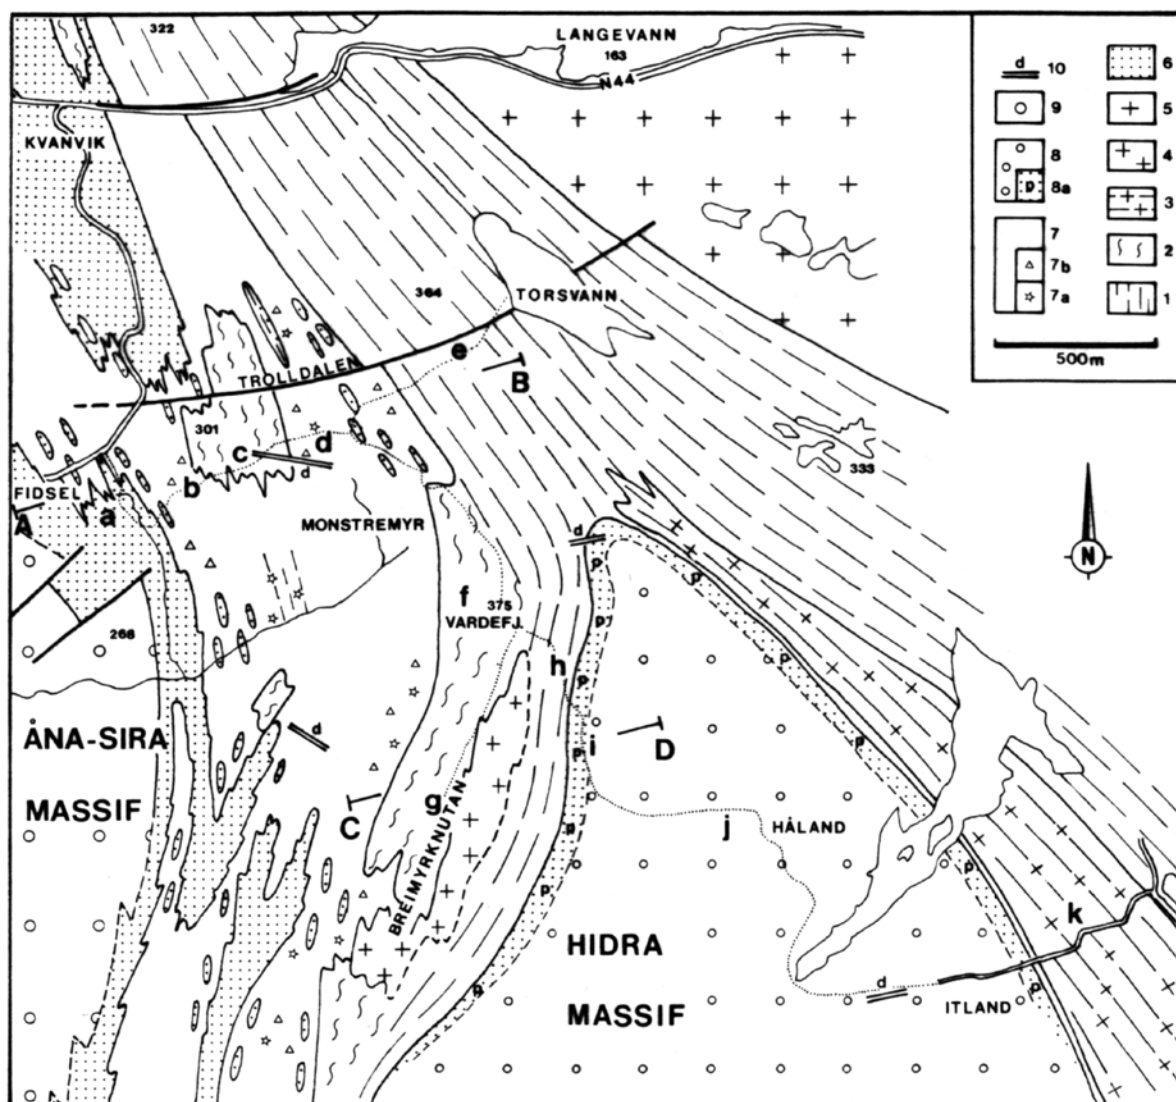 322
LANGEVANN
163
N44
KVANVIK
364
TORSVANN
TROLLDALEN
e
B
301
c
d
b
d
FIDSEL
A
a
MONSTREMYR
333
N
d
f
375
VARDEFJ.
p
p
p
p
h
268
p
ÅNA-SIRA
MASSIF
d
i
D
p
p
C
g
BREIMYRKNUTAN
j
HÅLAND
p
p
p
k
HIDRA
MASSIF
p
d
p
ITLAND
d
10
6
9
5
8
p
8a
4
7
3
7b
2
7a
1
500m